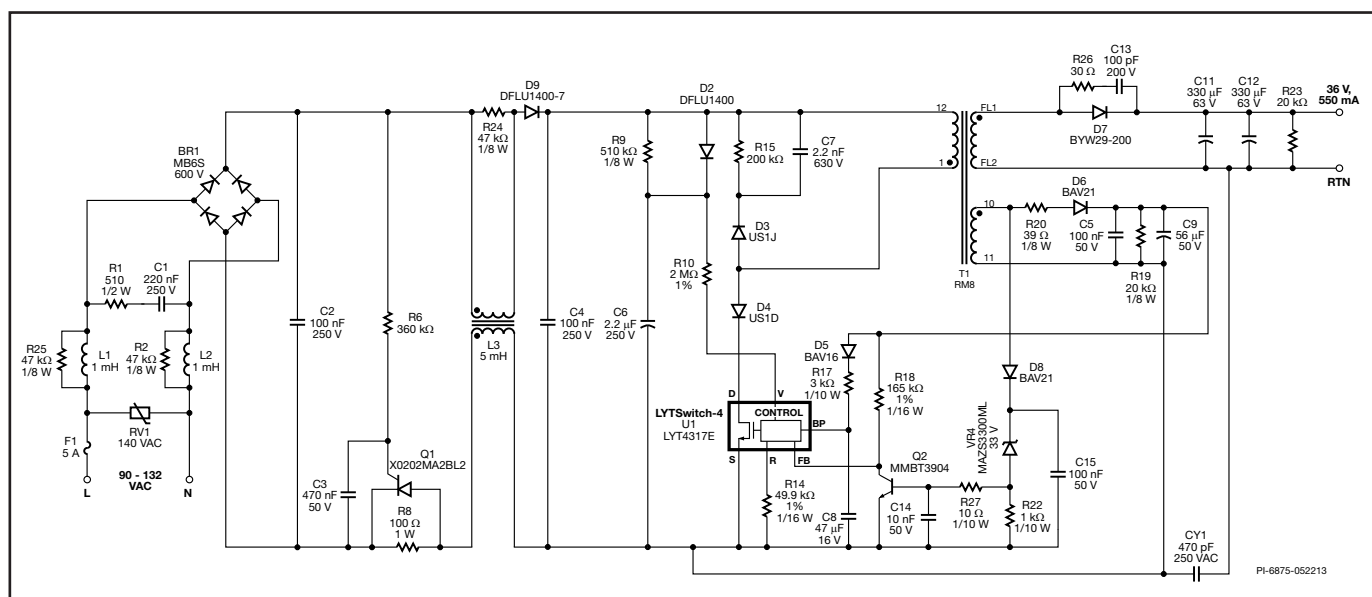 BR1
MB6S
600 V
R1
510
1/2 W
C1
220 nF
250 V
R25
47 kΩ
1/8 W
L1
1 mH
R2
47 kΩ
1/8 W
L2
1 mH
RV1
140 VAC
F1
5 A
L
90 - 132
VAC
N
C2
100 nF
250 V
R6
360 kΩ
C3
470 nF
50 V
Q1
X0202MA2BL2
R8
100 Ω
1 W
L3
5 mH
R24
47 kΩ
1/8 W
D9
DFLU1400-7
C4
100 nF
250 V
R9
510 kΩ
1/8 W
C6
2.2 µF
250 V
D2
DFLU1400
R10
2 MΩ
1%
R15
200 kΩ
C7
2.2 nF
630 V
D3
US1J
D4
US1D
LYTSwitch-4
U1
LYT4317E
D
V
CONTROL
BP
S
R
FB
R14
49.9 kΩ
1%
1/16 W
D5
BAV16
R17
3 kΩ
1/10 W
C8
47 µF
16 V
R18
165 kΩ
1%
1/16 W
Q2
MMBT3904
C14
10 nF
50 V
R27
10 Ω
1/10 W
R22
1 kΩ
1/10 W
VR4
MAZS3300ML
33 V
D8
BAV21
C15
100 nF
50 V
12
1
FL1
FL2
10
11
T1
RM8
R20
39 Ω
1/8 W
D6
BAV21
C5
100 nF
50 V
R19
20 kΩ
1/8 W
C9
56 µF
50 V
R26
30 Ω
C13
100 pF
200 V
D7
BYW29-200
C11
330 µF
63 V
C12
330 µF
63 V
R23
20 kΩ
36 V,
550 mA
RTN
CY1
470 pF
250 VAC
PI-6875-052213